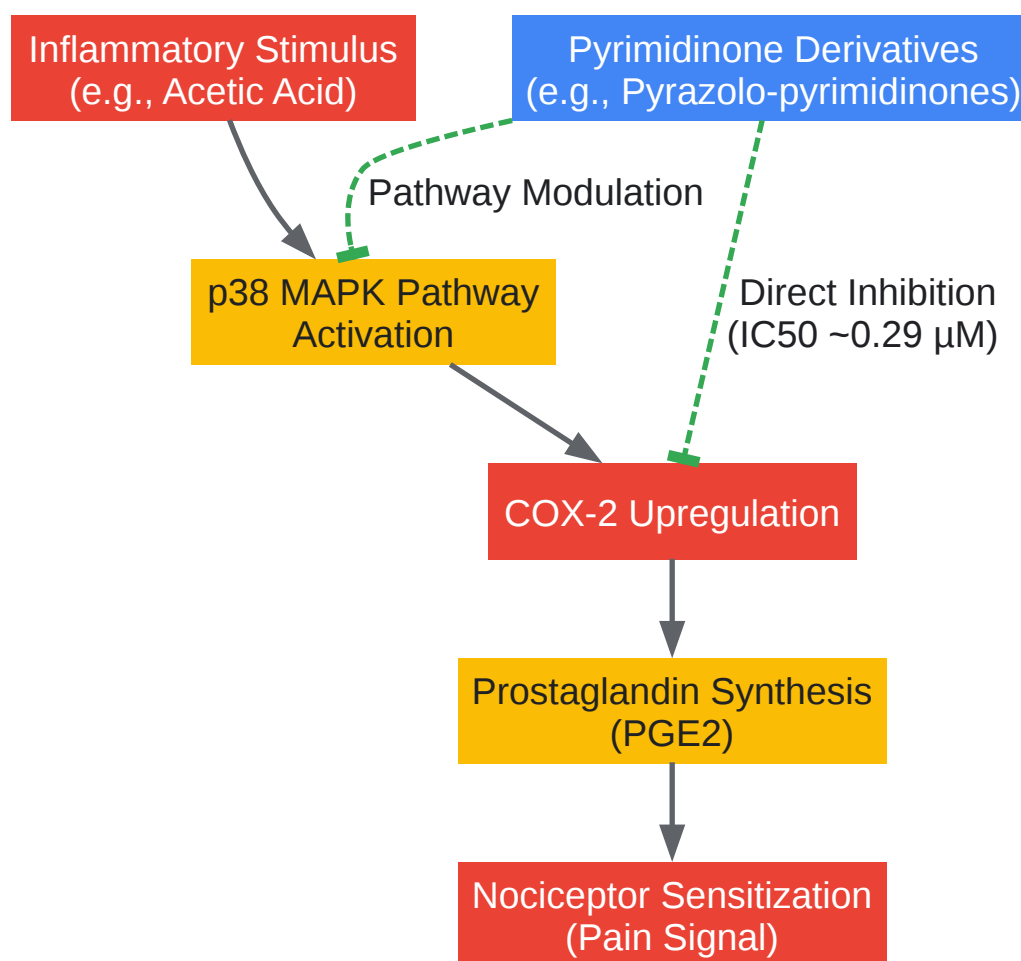 Inflammatory Stimulus
(e.g., Acetic Acid)
Pyrimidinone Derivatives
(e.g., Pyrazolo-pyrimidinones)
Pathway Modulation
p38 MAPK Pathway
Activation
Direct Inhibition
(IC50 ~0.29 µM)
COX-2 Upregulation
Prostaglandin Synthesis
(PGE2)
Nociceptor Sensitization
(Pain Signal)